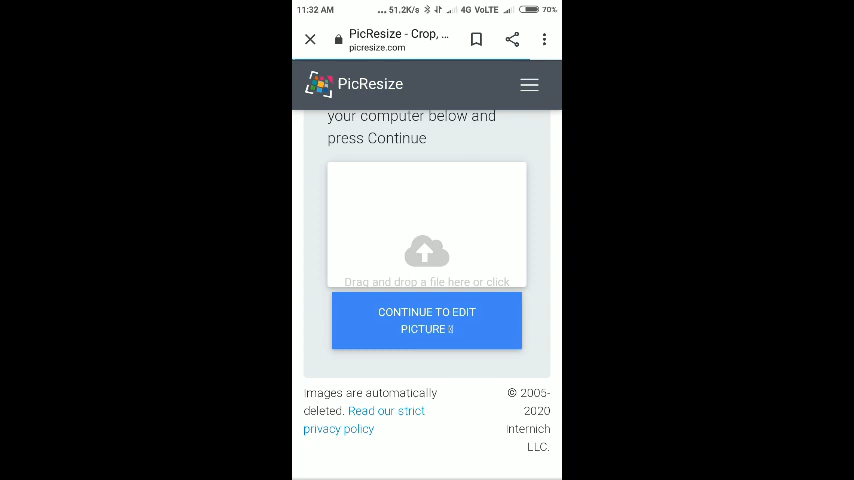 11:32 AM ... 51.2K/s 4G VoLTE 70%
PicResize - Crop, ...
picresize.com
PicResize
your computer below and
press Continue
Drag and drop a file here or click
CONTINUE TO EDIT
PICTURE
Images are automatically
deleted. Read our strict
privacy policy
© 2005-
2020
Internich
LLC.